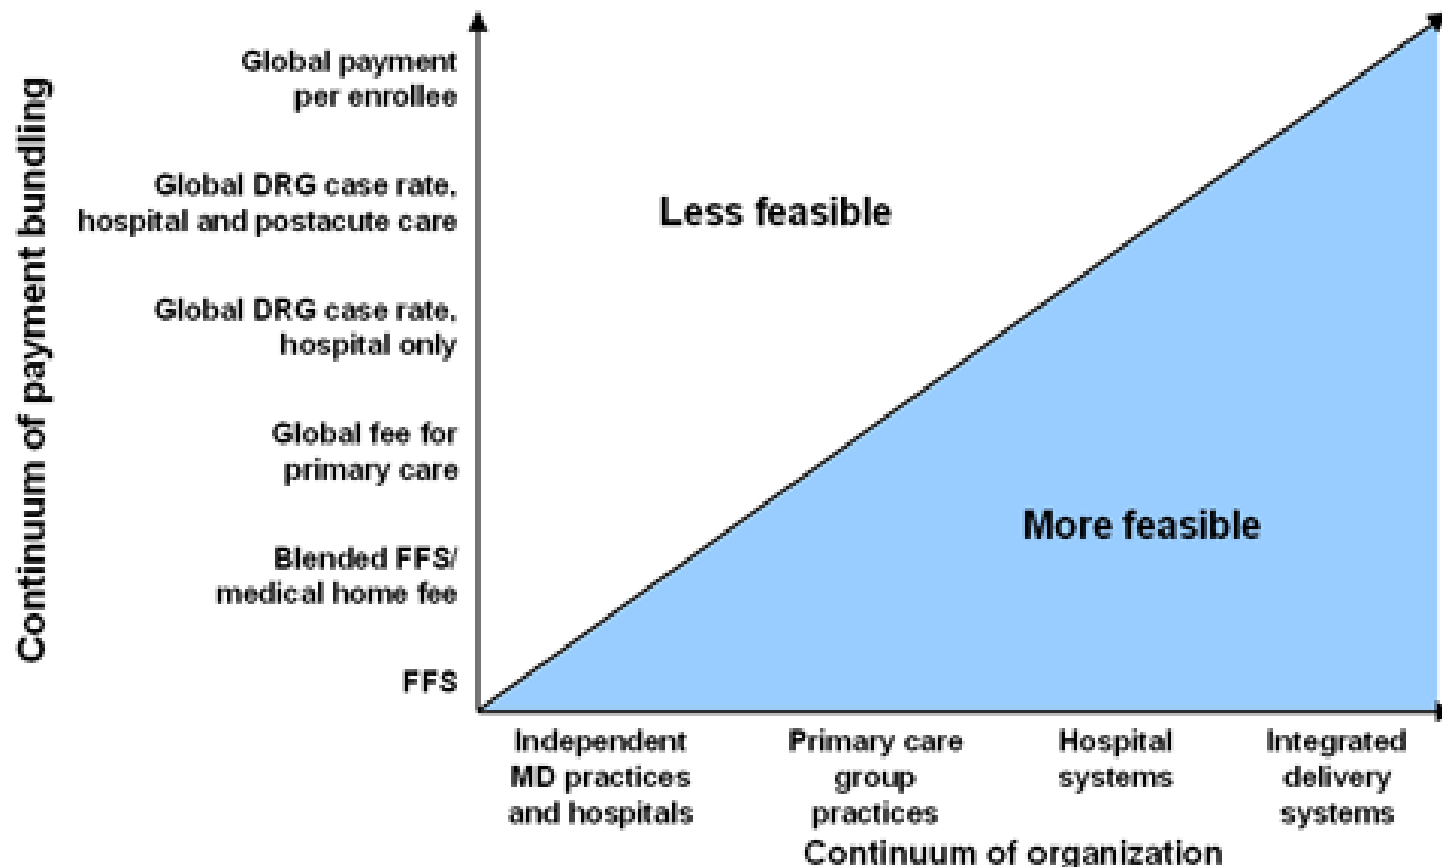 Continuum of payment bundling
Global payment
per enrollee
Global DRG case rate,
hospital and postacute care
Global DRG case rate,
hospital only
Global fee for
primary care
Blended FFS/
medical home fee
FFS
Less feasible
More feasible
Independent
MD practices
and hospitals
Primary care
group
practices
Hospital
systems
Integrated
delivery
systems
Continuum of organization